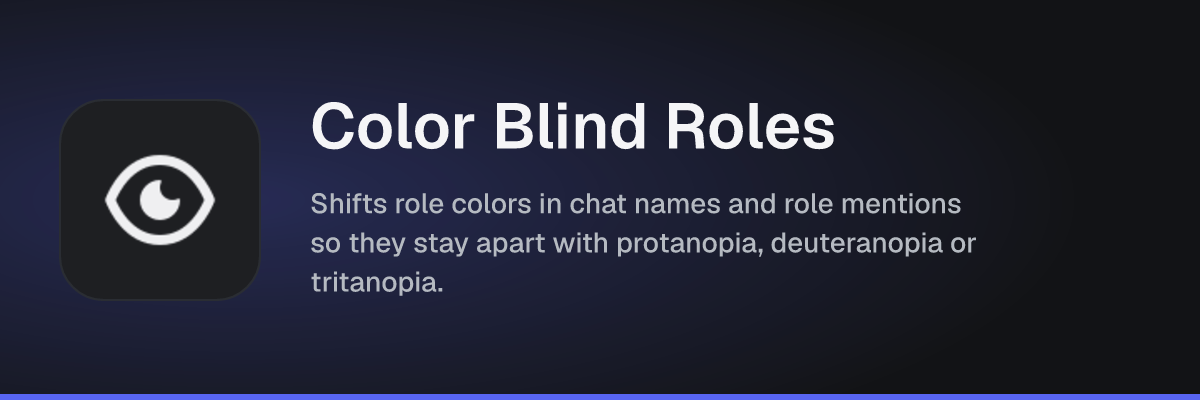 Color Blind Roles
Shifts role colors in chat names and role mentions
so they stay apart with protanopia, deuteranopia or
tritanopia.